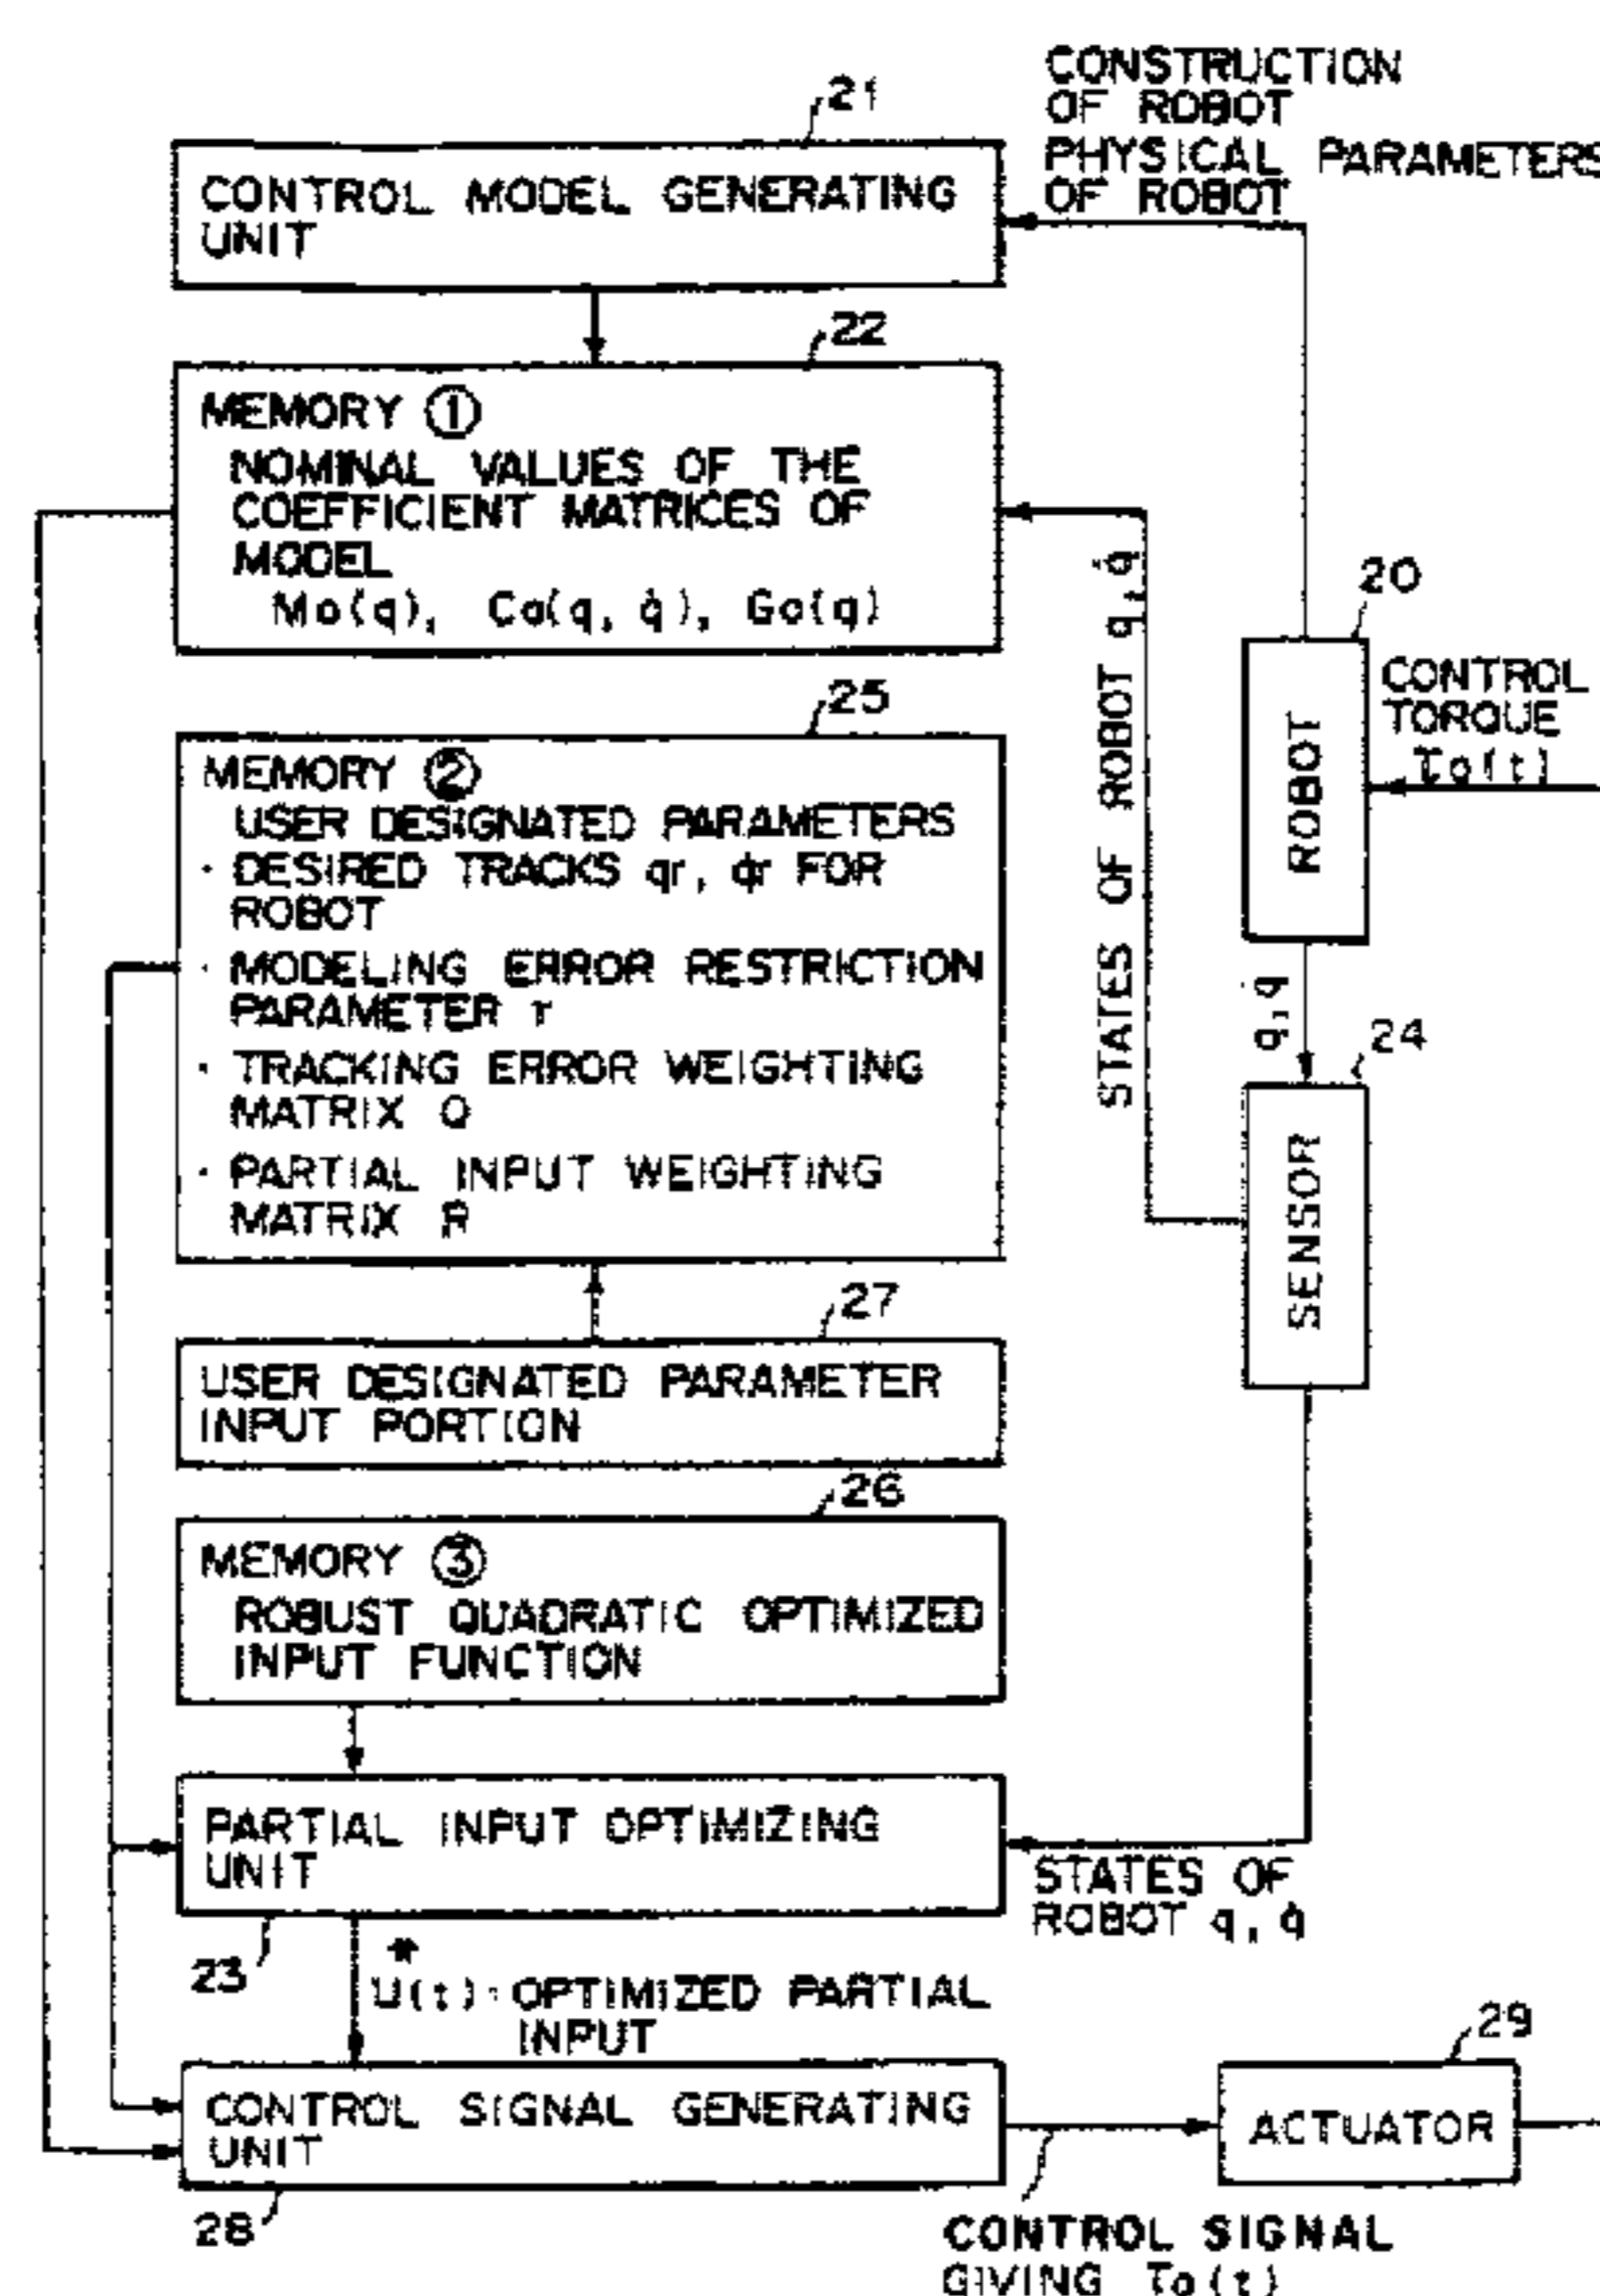 CONSTRUCTION
OF ROBOT
PHYSICAL PARAMETERS
OF ROBOT
21
CONTROL MODEL GENERATING
UNIT
22
MEMORY ①
NOMINAL VALUES OF THE
COEFFICIENT MATRICES OF
MODEL
Mo(q), Co(q, q̇), Go(q)
STATES OF ROBOT q, q̇
20
ROBOT
CONTROL
TORQUE
To(t)
25
MEMORY ②
USER DESIGNATED PARAMETERS
· DESIRED TRACKS qr, q̇r FOR
ROBOT
· MODELING ERROR RESTRICTION
PARAMETER r
· TRACKING ERROR WEIGHTING
MATRIX Q
· PARTIAL INPUT WEIGHTING
MATRIX R
q, q̇
24
SENSOR
27
USER DESIGNATED PARAMETER
INPUT PORTION
26
MEMORY ③
ROBUST QUADRATIC OPTIMIZED
INPUT FUNCTION
PARTIAL INPUT OPTIMIZING
UNIT
STATES OF
ROBOT q, q̇
23
*
U(t): OPTIMIZED PARTIAL
INPUT
29
CONTROL SIGNAL GENERATING
UNIT
ACTUATOR
28
CONTROL SIGNAL
GIVING To(t)